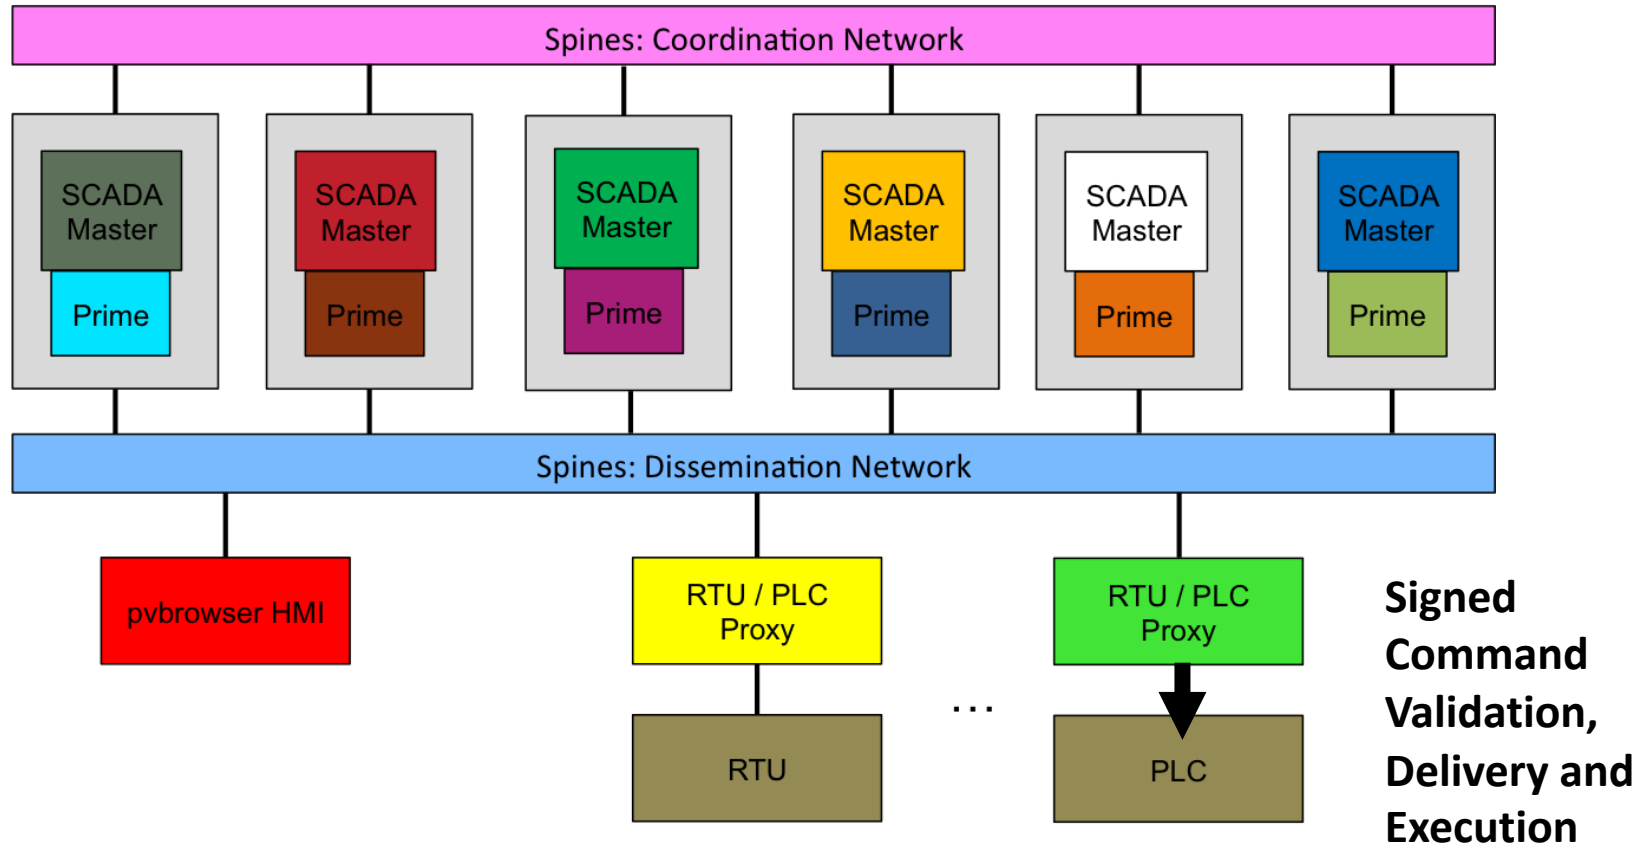 Spines: Coordination Network
SCADA
Master
Prime
SCADA
Master
Prime
SCADA
Master
Prime
SCADA
Master
Prime
SCADA
Master
Prime
SCADA
Master
Prime
Spines: Dissemination Network
pvbrowser HMI
RTU / PLC
Proxy
RTU / PLC
Proxy
RTU
...
PLC
Signed
Command
Validation,
Delivery and
Execution